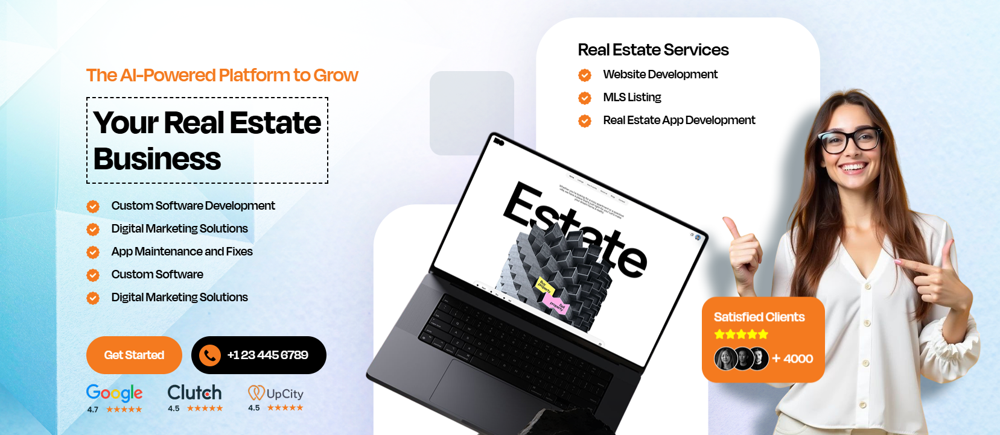 The AI-Powered Platform to Grow
Your Real Estate
Business
Custom Software Development
Digital Marketing Solutions
App Maintenance and Fixes
Custom Software
Digital Marketing Solutions
Get Started
+1 23 445 6789
Google
4.7
Clutch
4.5
UpCity
4.5
Real Estate Services
Website Development
MLS Listing
Real Estate App Development
Estate
Buy
property
Sell
property
Satisfied Clients
+ 4000